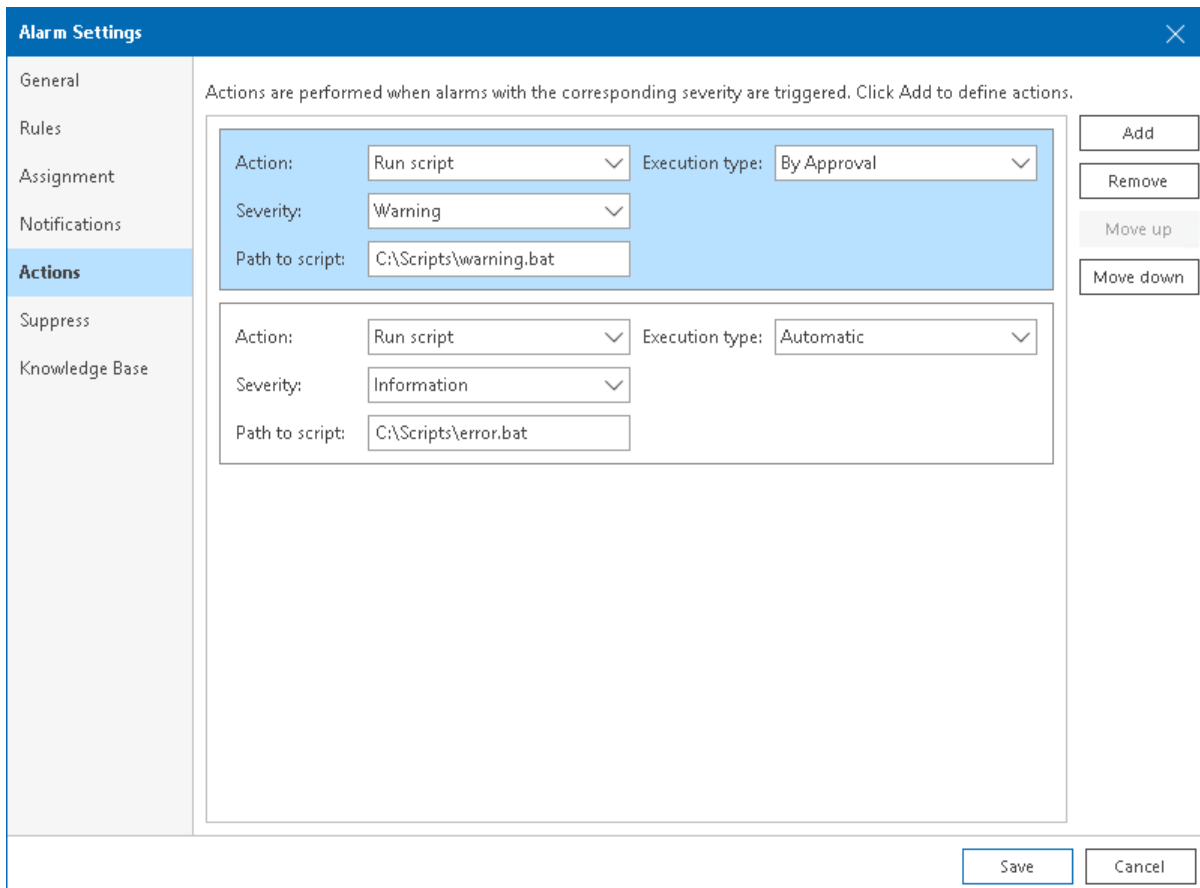 Alarm Settings
General
Rules
Assignment
Notifications
Actions
Suppress
Knowledge Base
Actions are performed when alarms with the corresponding severity are triggered. Click Add to define actions.
Action: Run script Execution type: By Approval
Severity: Warning
Path to script: C:\Scripts\warning.bat
Action: Run script Execution type: Automatic
Severity: Information
Path to script: C:\Scripts\error.bat
Add
Remove
Move up
Move down
Save Cancel